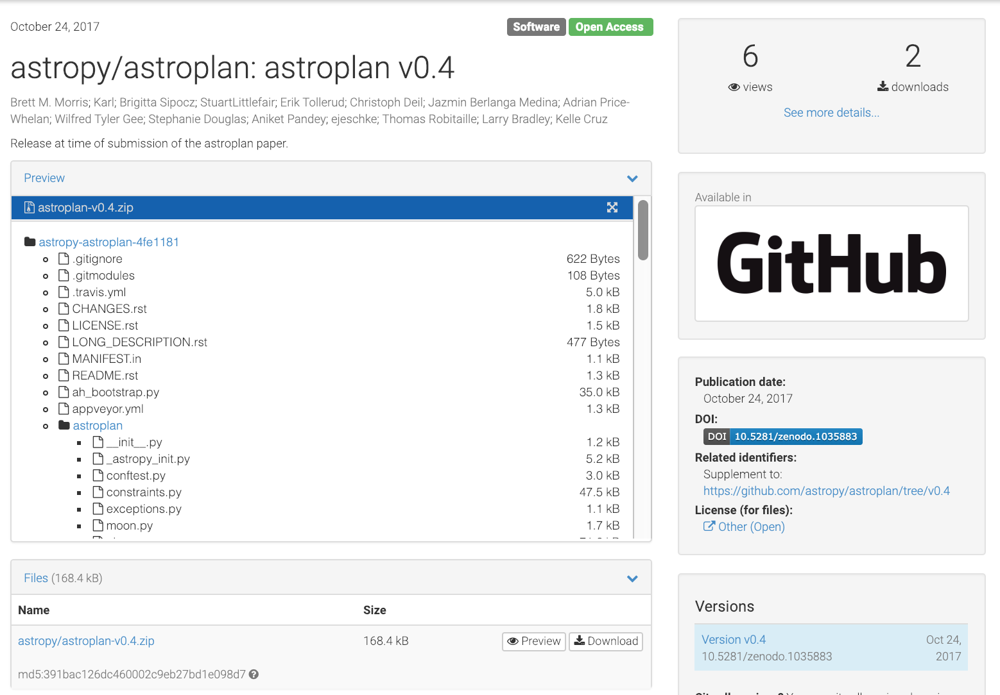 October 24, 2017
Software Open Access
astropy/astroplan: astroplan v0.4
Brett M. Morris; Karl; Brigitta Sipocz; StuartLittlefair; Erik Tollerud; Christoph Deil; Jazmin Berlanga Medina; Adrian Price-
Whelan; Wilfred Tyler Gee; Stephanie Douglas; Aniket Pandey; ejeschke; Thomas Robitaille; Larry Bradley; Kelle Cruz
Release at time of submission of the astroplan paper.
Preview
astroplan-v0.4.zip
astropy-astroplan-4fe1181
.gitignore 622 Bytes
.gitmodules 108 Bytes
.travis.yml 5.0 kB
CHANGES.rst 1.8 kB
LICENSE.rst 1.5 kB
LONG_DESCRIPTION.rst 477 Bytes
MANIFEST.in 1.1 kB
README.rst 1.3 kB
ah_bootstrap.py 35.0 kB
appveyor.yml 1.3 kB
astroplan
__init__.py 1.2 kB
_astropy_init.py 5.2 kB
conftest.py 3.0 kB
constraints.py 47.5 kB
exceptions.py 1.1 kB
moon.py 1.7 kB
Files (168.4 kB)
Name Size
astropy/astroplan-v0.4.zip 168.4 kB Preview Download
md5:391bac126dc460002c9eb27bd1e098d7
6 2
views downloads
See more details...
Available in
GitHub
Publication date:
October 24, 2017
DOI:
DOI 10.5281/zenodo.1035883
Related identifiers:
Supplement to:
https://github.com/astropy/astroplan/tree/v0.4
License (for files):
Other (Open)
Versions
Version v0.4 Oct 24,
10.5281/zenodo.1035883 2017